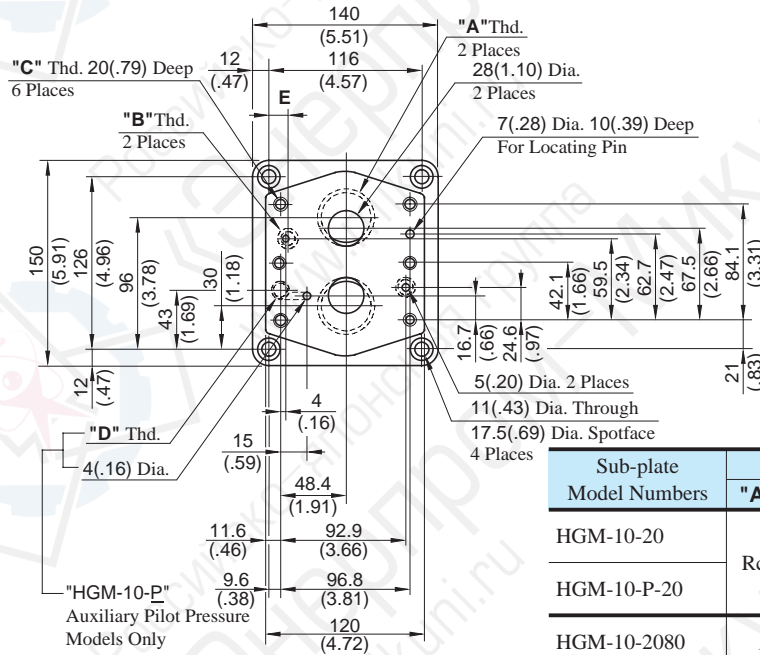 140
(5.51)
"A"Thd.
2 Places
12
(.47)
116
(4.57)
28(1.10) Dia.
2 Places
"C" Thd. 20(.79) Deep
6 Places
E
"B"Thd.
2 Places
7(.28) Dia. 10(.39) Deep
For Locating Pin
150
(5.91)
126
(4.96)
96
(3.78)
43
(1.69)
30
(1.18)
12
(.47)
16.7
(.66)
24.6
(.97)
42.1
(1.66)
59.5
(2.34)
62.7
(2.47)
67.5
(2.66)
84.1
(3.31)
21
(.83)
5(.20) Dia. 2 Places
11(.43) Dia. Through
17.5(.69) Dia. Spotface
4 Places
4
(.16)
"D" Thd.
15
(.59)
4(.16) Dia.
48.4
(1.91)
11.6
(.46)
92.9
(3.66)
9.6
(.38)
96.8
(3.81)
120
(4.72)
"HGM-10-P"
Auxiliary Pilot Pressure
Models Only
Sub-plate
Model Numbers
"A
HGM-10-20
HGM-10-P-20
HGM-10-2080